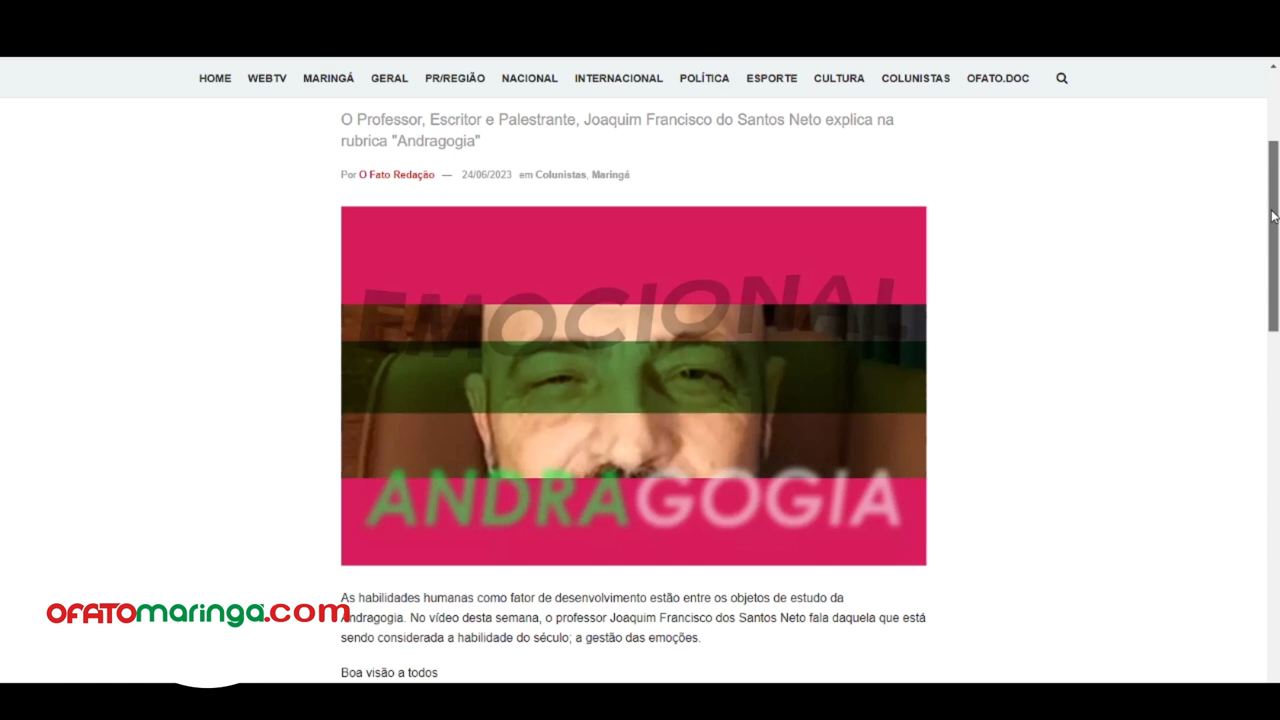 HOME WEBTV MARINGÁ GERAL PR/REGIÃO NACIONAL INTERNACIONAL POLÍTICA ESPORTE CULTURA COLUNISTAS OFATO.DOC
O Professor, Escritor e Palestrante, Joaquim Francisco do Santos Neto explica na
rubrica "Andragogia"
Por O Fato Redação — 24/06/2023 em Colunistas, Maringá
EMOCIONAL
ANDRAGOGIA
As habilidades humanas como fator de desenvolvimento estão entre os objetos de estudo da
Andragogia. No vídeo desta semana, o professor Joaquim Francisco dos Santos Neto fala daquela que está
sendo considerada a habilidade do século; a gestão das emoções.
OFATOmaringa.com
Boa visão a todos